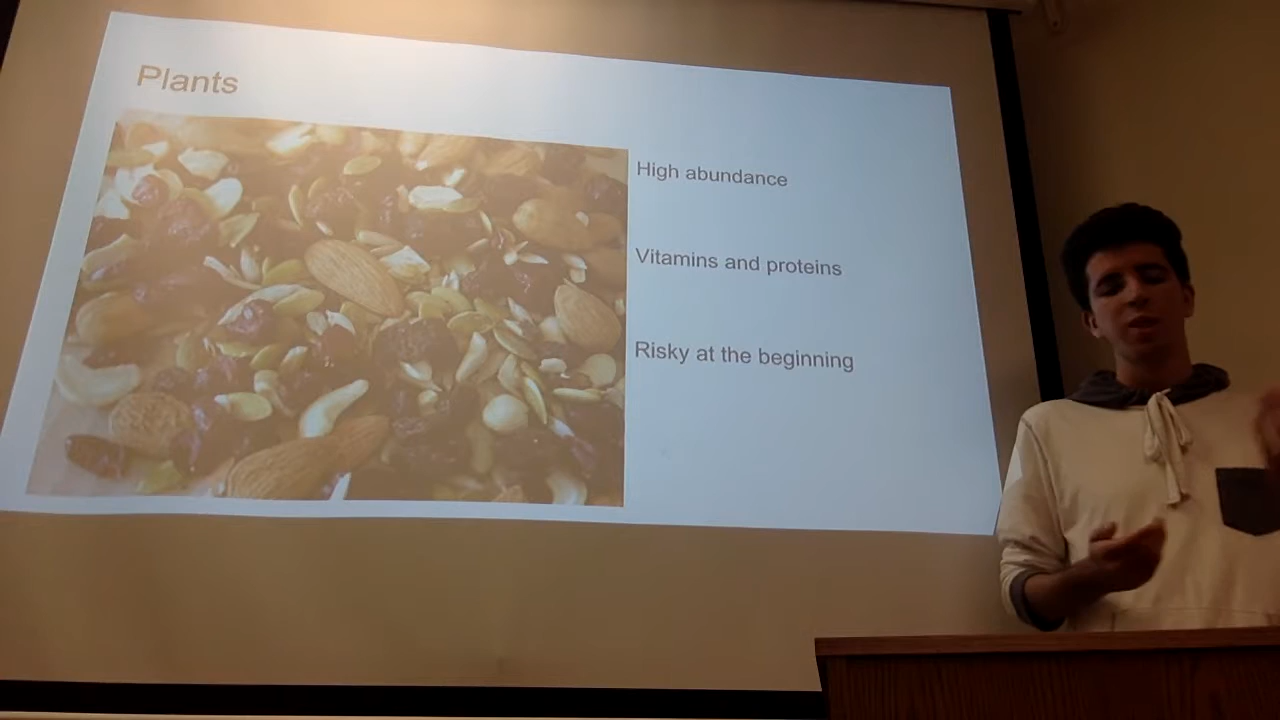 Plants
High abundance
Vitamins and proteins
Risky at the beginning